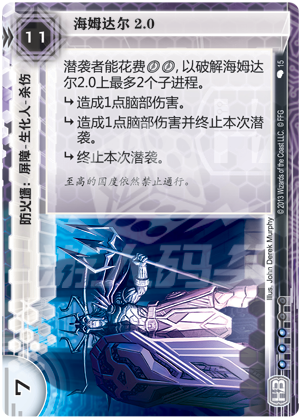 海姆达尔 2.0
11
潜袭者能花费，以破解海姆达
尔2.0上最多2个子进程。
造成1点脑部伤害。
造成1点脑部伤害并终止本次潜
袭。
终止本次潜袭。
至高的国度依然禁止通行。
防火墙：屏障-生化人-杀伤
15
© 2013 Wizards of the Coast LLC. © FFG
Illus. John Derek Murphy
7
HB